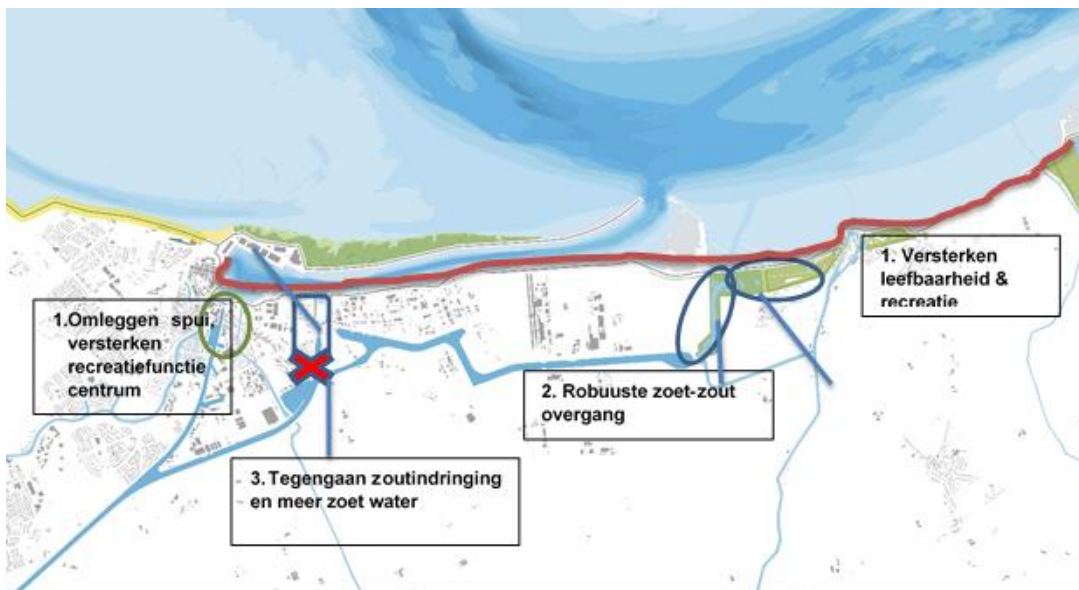 1. Versterken
leefbaarheid &
recreatie
1.Omleggen spui,
versterken
recreatiefunctie
centrum
2. Robuuste zoet-zout
overgang
3. Tegengaan zoutindringing
en meer zoet water